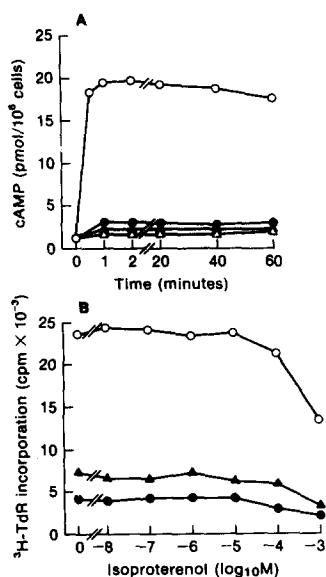 A
cAMP (pmol/10⁶ cells)
25
20
15
10
5
0
0 1 2 20 40 60
Time (minutes)
B
³H-TdR incorporation (cpm × 10⁻³)
25
20
15
10
5
0
0 -8 -7 -6 -5 -4 -3
Isoproterenol (log₁₀M)